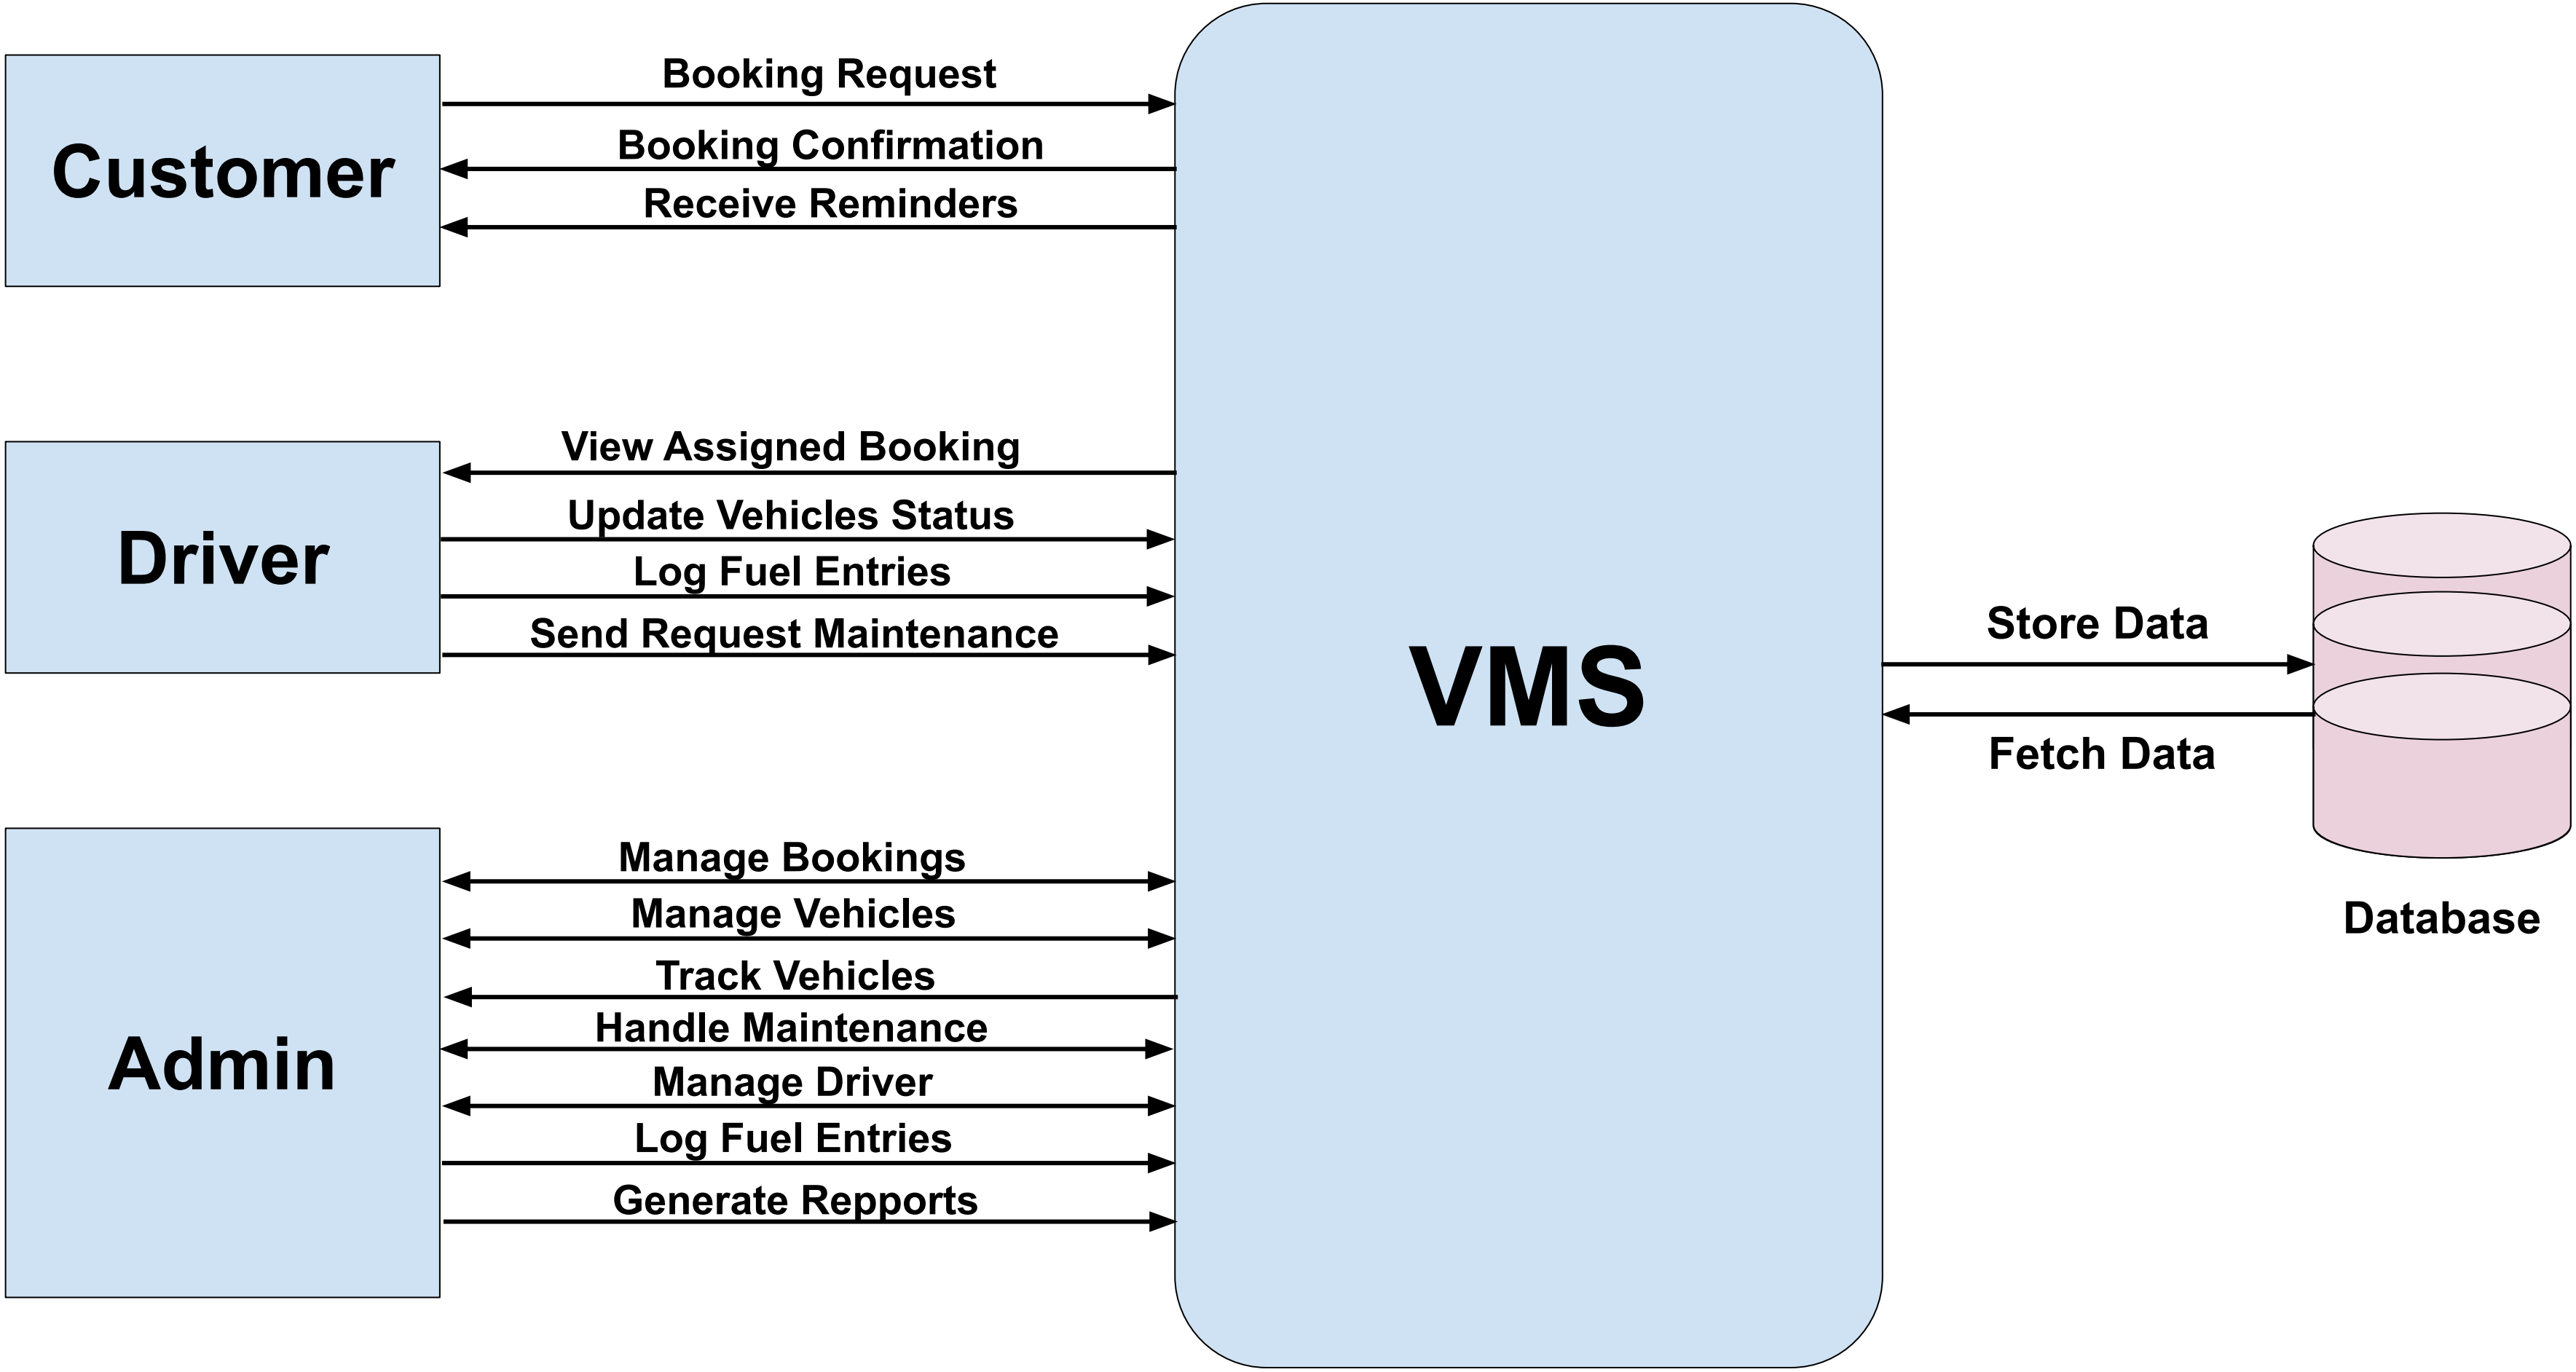 Customer
Booking Request
Booking Confirmation
Receive Reminders
Driver
View Assigned Booking
Update Vehicles Status
Log Fuel Entries
Send Request Maintenance
Admin
Manage Bookings
Manage Vehicles
Track Vehicles
Handle Maintenance
Manage Driver
Log Fuel Entries
Generate Repports
VMS
Store Data
Fetch Data
Database